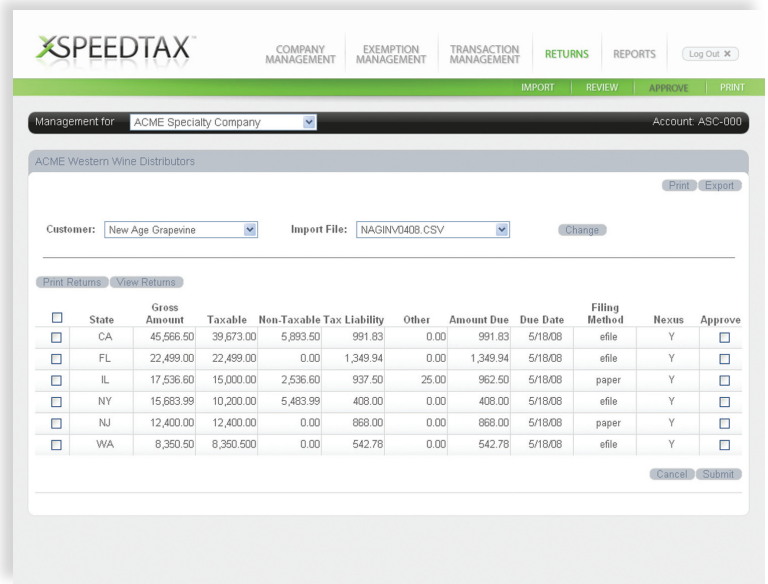 XSPEEDTAX™
COMPANY MANAGEMENT EXEMPTION MANAGEMENT TRANSACTION MANAGEMENT RETURNS REPORTS Log Out X
IMPORT REVIEW APPROVE PRINT
Management for ACME Specialty Company Account: ASC-000
ACME Western Wine Distributors
Print Export
Customer: New Age Grapevine Import File: NAGINV0408.CSV Change
Print Returns View Returns
State Gross Amount Taxable Non-Taxable Tax Liability Other Amount Due Due Date Filing Method Nexus Approve
CA 45,566.50 39,673.00 5,893.50 991.83 0.00 991.83 5/18/08 efile Y
FL 22,499.00 22,499.00 0.00 1,349.94 0.00 1,349.94 5/18/08 efile Y
IL 17,536.60 15,000.00 2,536.60 937.50 25.00 962.50 5/18/08 paper Y
NY 15,683.99 10,200.00 5,483.99 408.00 0.00 408.00 5/18/08 efile Y
NJ 12,400.00 12,400.00 0.00 868.00 0.00 868.00 5/18/08 paper Y
WA 8,350.50 8,350.500 0.00 542.78 0.00 542.78 5/18/08 efile Y
Cancel Submit